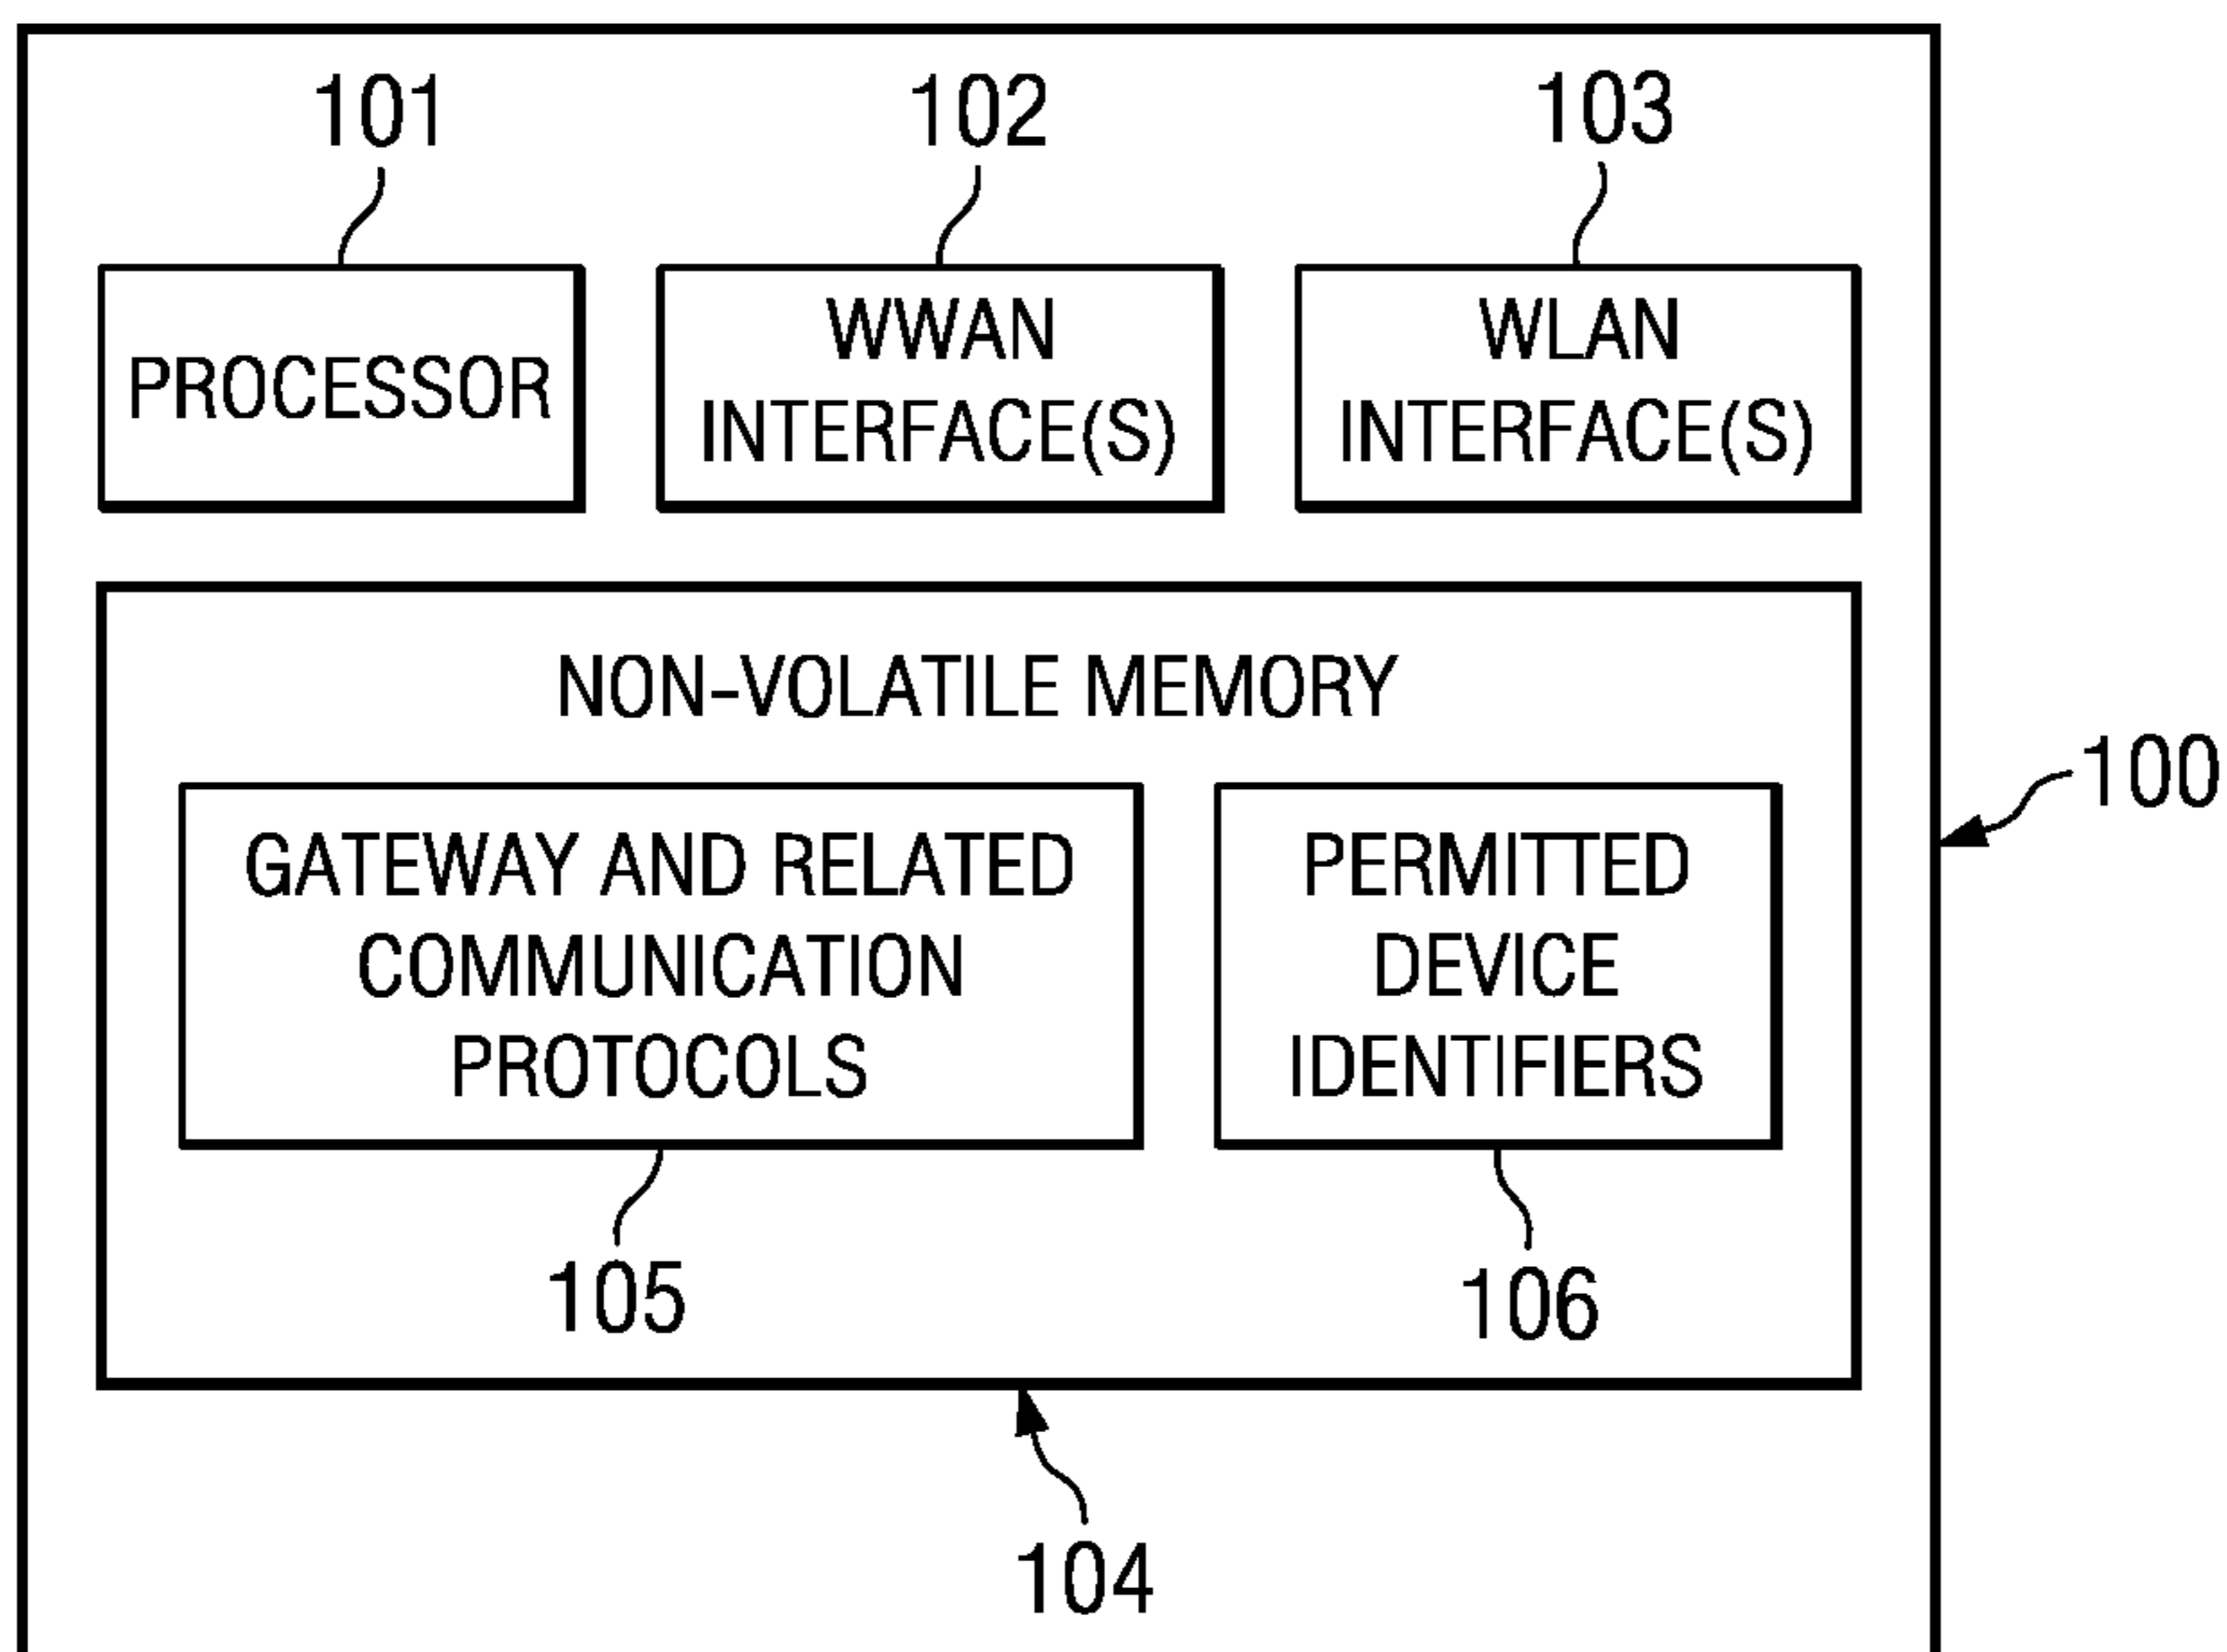 101
102
103
PROCESSOR
WWAN
INTERFACE(S)
WLAN
INTERFACE(S)
NON-VOLATILE MEMORY
100
GATEWAY AND RELATED
COMMUNICATION
PROTOCOLS
PERMITTED
DEVICE
IDENTIFIERS
105
106
104